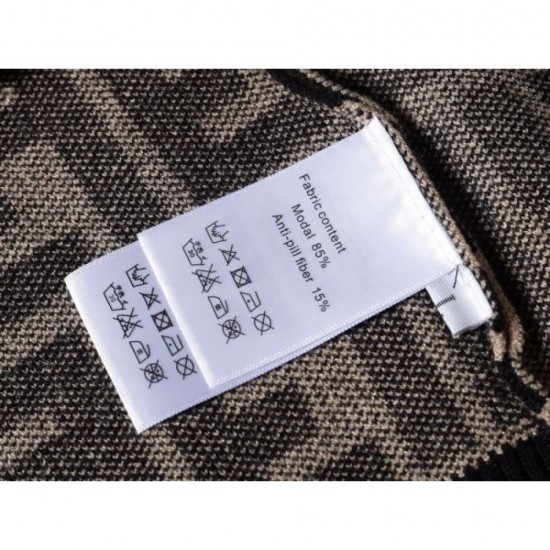 Fabric content
Modal 85%
Anti-pill fiber 15%